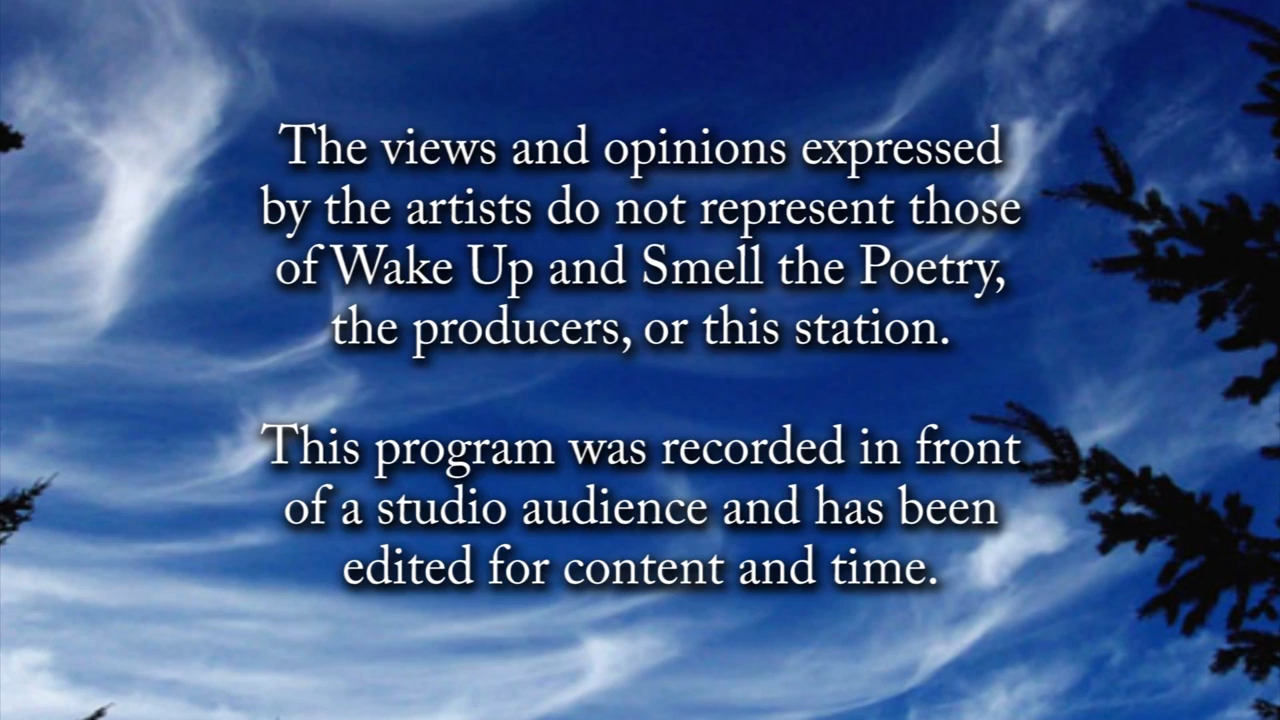 The views and opinions expressed
by the artists do not represent those
of Wake Up and Smell the Poetry,
the producers, or this station.
This program was recorded in front
of a studio audience and has been
edited for content and time.